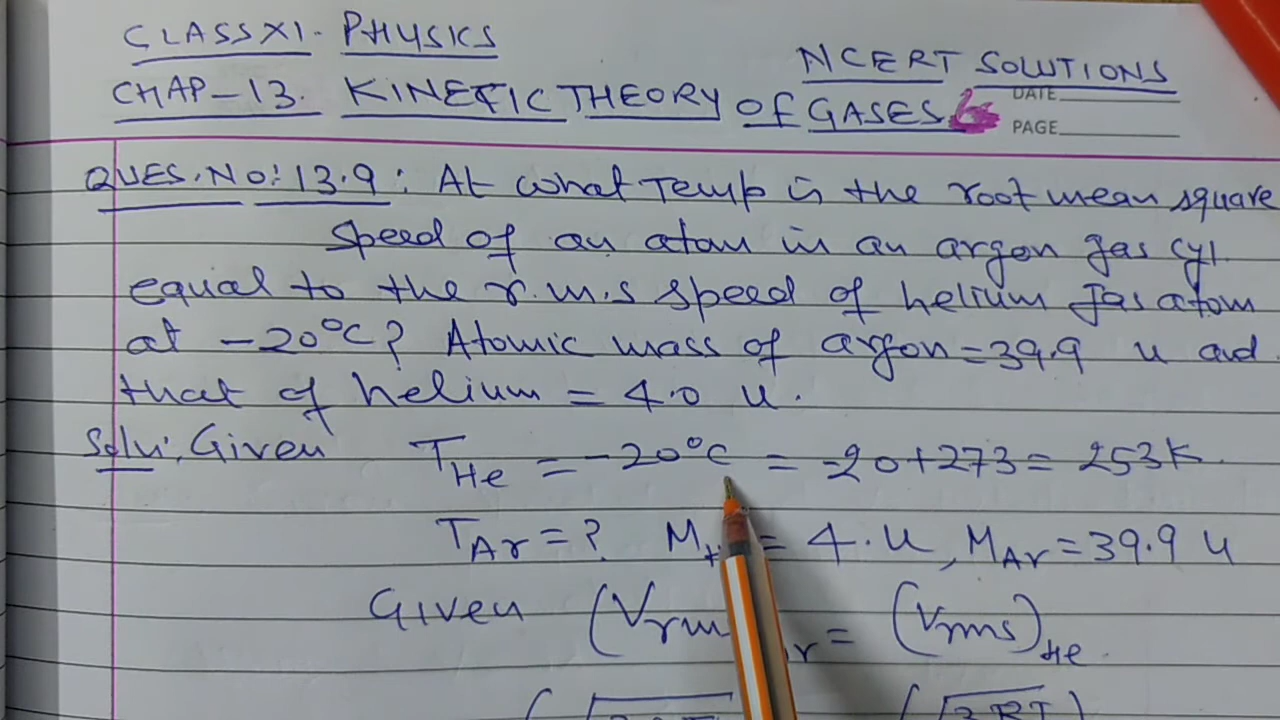 CLASS XI. PHYSICS
NCERT SOLUTIONS
CHAP-13. KINETIC THEORY OF GASES
DATE
PAGE
QUES. NO: 13.9: At what Temp is the root mean square
speed of an atom in an argon gas cyl.
equal to the r.m.s speed of helium gas atom
at -20°C? Atomic mass of argon = 39.9 u and
that of helium = 4.0 u.
Solu: Given T_He = -20°C = -20+273 = 253K.
T_Ar = ? M = 4.u, M_Ar = 39.9 u
Given (Vrm = (Vrms)_He.